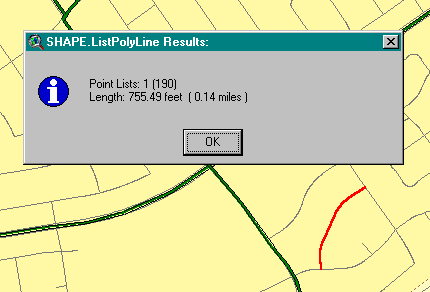 SHAPE.ListPolyLine Results:
Point Lists: 1 (190)
Length: 755.49 feet  ( 0.14 miles )
OK